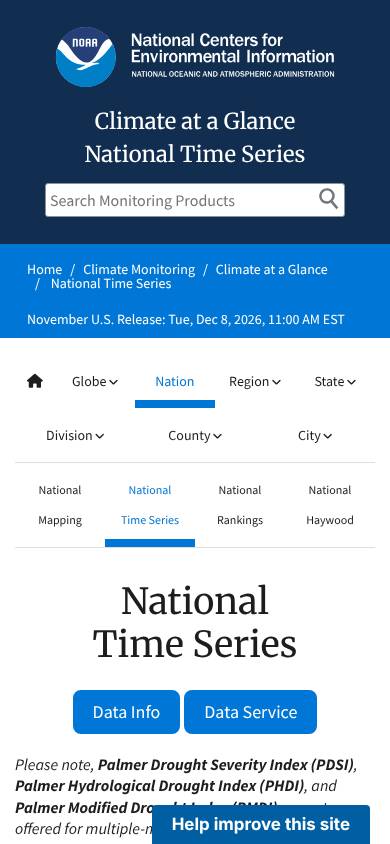 NOAA
National Centers for
Environmental Information
NATIONAL OCEANIC AND ATMOSPHERIC ADMINISTRATION
Climate at a Glance
National Time Series
Search Monitoring Products
Home / Climate Monitoring / Climate at a Glance
/ National Time Series
November U.S. Release: Tue, Dec 8, 2026, 11:00 AM EST
Globe Nation Region State
Division County City
National National National National
Mapping Time Series Rankings Haywood
National
Time Series
Data Info Data Service
Please note, Palmer Drought Severity Index (PDSI),
Palmer Hydrological Drought Index (PHDI), and
Palmer Modified
offered for
Help improve this site